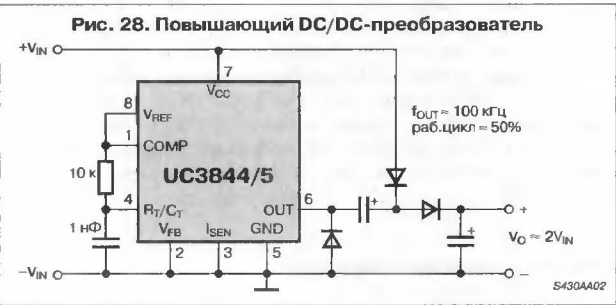 Рис. 28. Повышающий DC/DC-преобразователь
+VIN
7
VCC
8
VREF
fOUT ≈ 100 кГц
раб.цикл ≈ 50%
1
COMP
10 к
UC3844/5
4
RT/CT
OUT
6
+
+
1 нФ
VFB
ISEN
GND
+
VO ≈ 2VIN
2
3
5
−VIN
−
S430AA02